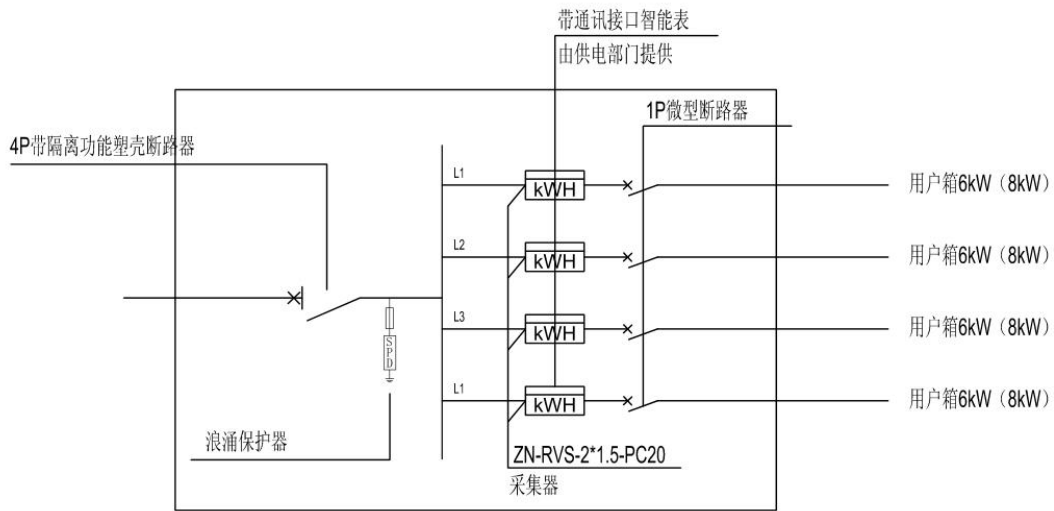 带通讯接口智能表
由供电部门提供
1P微型断路器
4P带隔离功能塑壳断路器
L1
kWH
用户箱6kW（8kW）
L2
kWH
用户箱6kW（8kW）
L3
kWH
用户箱6kW（8kW）
SPD
L1
kWH
用户箱6kW（8kW）
浪涌保护器
ZN-RVS-2*1.5-PC20
采集器